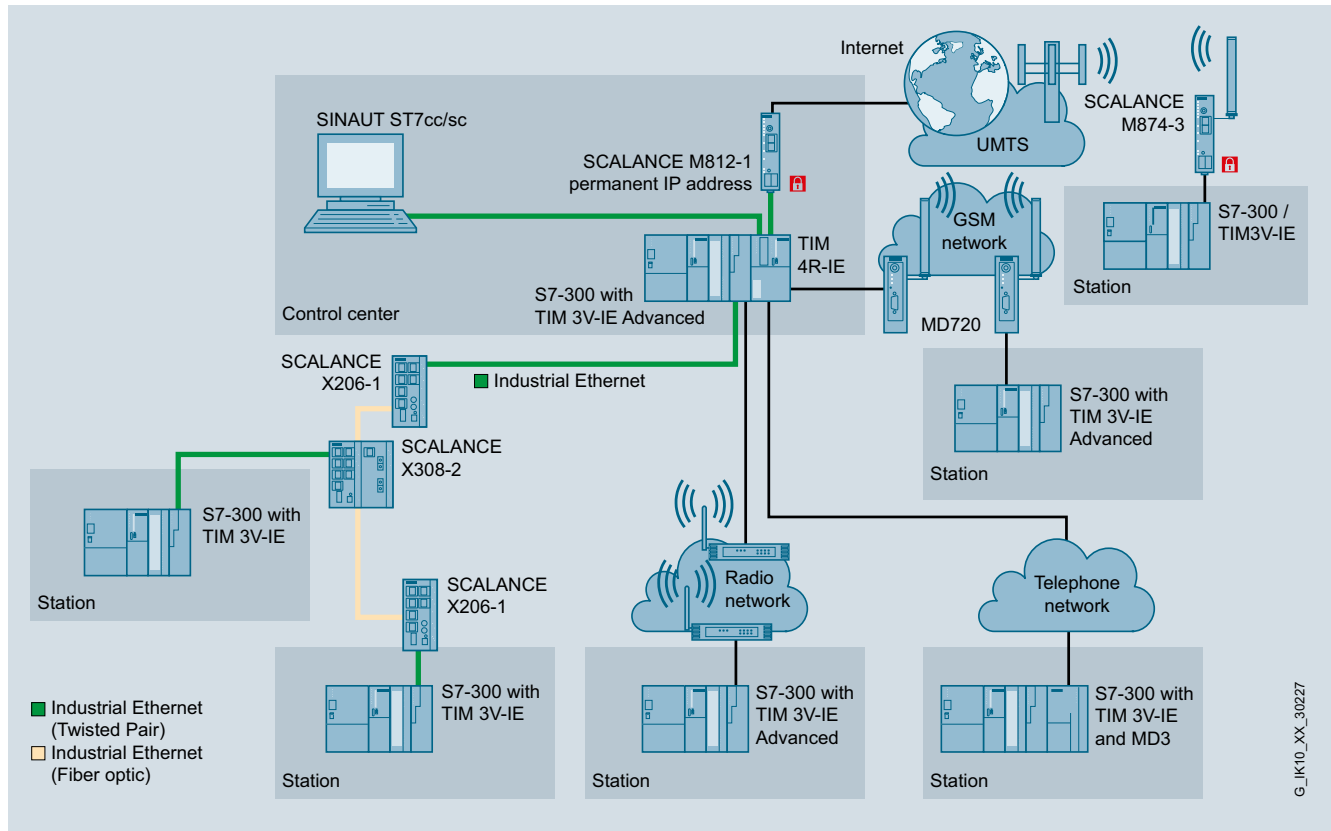 Internet
UMTS
SCALANCE
M874-3
S7-300 /
TIM3V-IE
Station
SINAUT ST7cc/sc
SCALANCE M812-1
permanent IP address
TIM
4R-IE
S7-300 with
TIM 3V-IE Advanced
Control center
GSM
network
MD720
S7-300 with
TIM 3V-IE
Advanced
Station
SCALANCE
X206-1
Industrial Ethernet
SCALANCE
X308-2
S7-300 with
TIM 3V-IE
Station
SCALANCE
X206-1
S7-300 with
TIM 3V-IE
Station
Radio
network
S7-300 with
TIM 3V-IE
Advanced
Station
Telephone
network
S7-300 with
TIM 3V-IE
and MD3
Station
Industrial Ethernet
(Twisted Pair)
Industrial Ethernet
(Fiber optic)
G_IK10_XX_30227